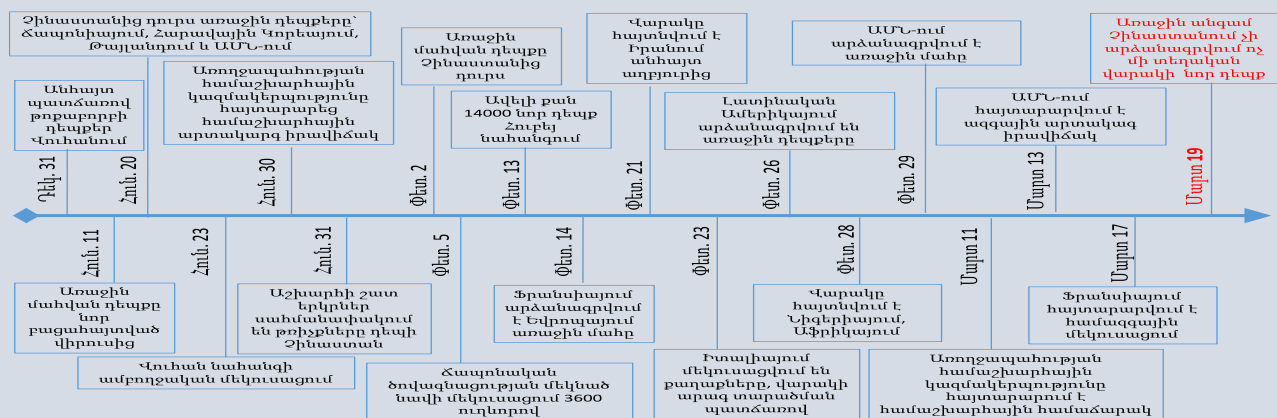 Չինաստանից դուրս առաջին դեպքերը՝
Ճապոնիայում, Հարավային Կորեայում,
Թայլանդում և ԱՄՆ-ում
Առաջին
մահվան դեպքը
Չինաստանից
դուրս
Վարակը
հայտնվում է
Իրանում
անհայտ
աղբյուրից
ԱՄՆ-ում
արձանագրվում է
առաջին մահը
Առաջին անգամ
Չինաստանում չի
արձանագրվում ոչ
մի տեղական
վարակի նոր դեպք
Անհայտ
պատճառով
թոքաբորբի
դեպքեր
Վուհանում
Առողջապահության
համաշխարհային
կազմակերպությունը
հայտարարեց
համաշխարհային
արտակարգ իրավիճակ
Ավելի քան
14000 նոր դեպք
Հուբեյ
նահանգում
Լատինական
Ամերիկայում
արձանագրվում են
առաջին դեպքերը
ԱՄՆ-ում
հայտարարվում է
ազգային արտակագ
իրավիճակ
Դեկ. 31
Հուն. 20
Հուն. 30
Փետ. 2
Փետ. 13
Փետ. 21
Փետ. 26
Փետ. 29
Մարտ 13
Մարտ 19
Հուն. 11
Հուն. 23
Հուն. 31
Փետ. 5
Փետ. 14
Փետ. 23
Փետ. 28
Մարտ 11
Մարտ 17
Առաջին
մահվան դեպքը
նոր
բացահայտված
վիրուսից
Աշխարհի շատ
երկրներ
սահմանափակում
են թռիչքները դեպի
Չինաստան
Ֆրանսիայում
արձանագրվում
է Եվրոպայում
առաջին մահը
Վարակը
հայտնվում է
Նիգերիայում,
Աֆրիկայում
Ֆրանսիայում
հայտարարվում է
համազգային
մեկուսացում
Վուհան նահանգի
ամբողջական մեկուսացում
Ճապոնական
ծովագնացության մեկնած
նավի մեկուսացում 3600
ուղևորով
Իտալիայում
մեկուսացվում են
քաղաքները, վարակի
արագ տարածման
պատճառով
Առողջապահության
համաշխարհային
կազմակերպությունը
հայտարարում է
համաշխարհային համաճարակ